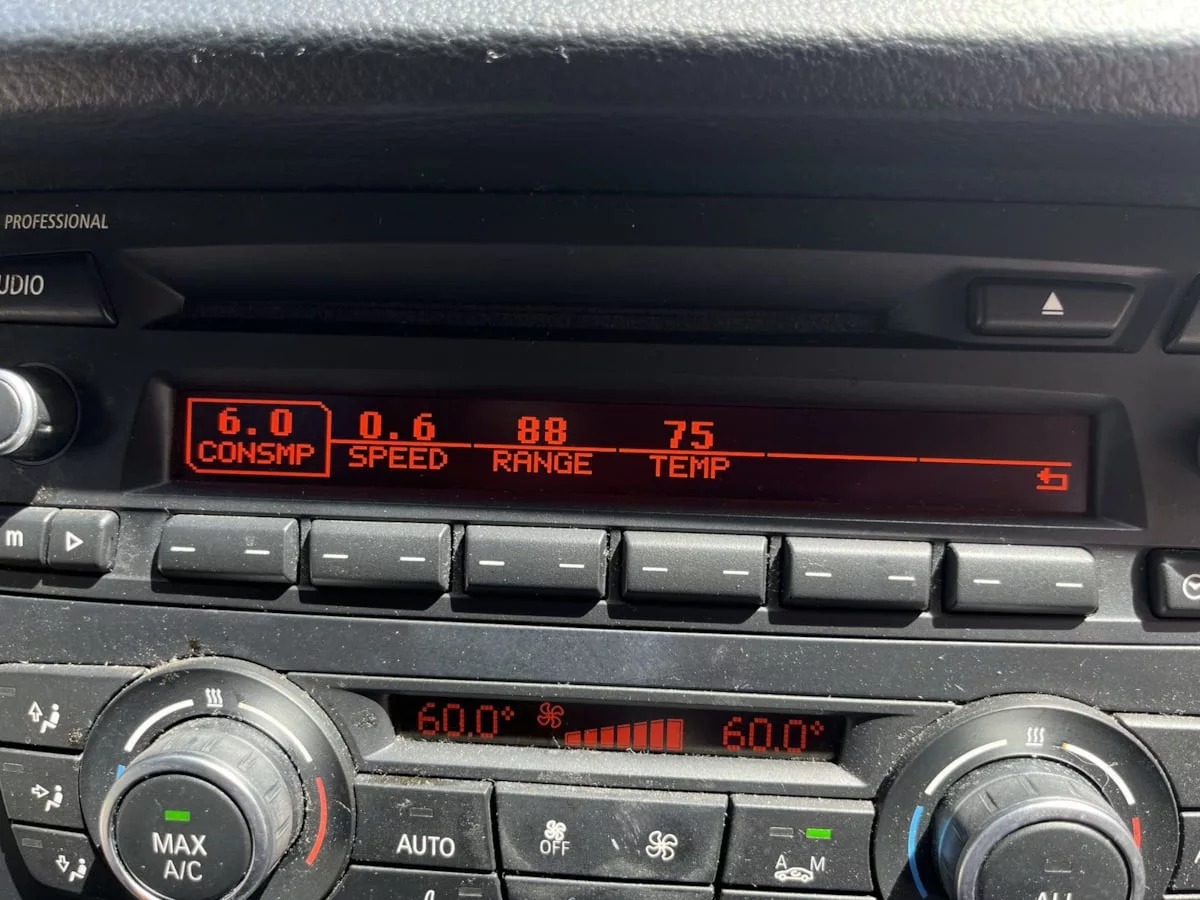 PROFESSIONAL
UDIO
6.0 0.6 88 75
CONSMP SPEED RANGE TEMP
m
60.0° 60.0°
MAX
A/C
AUTO
OFF
A M